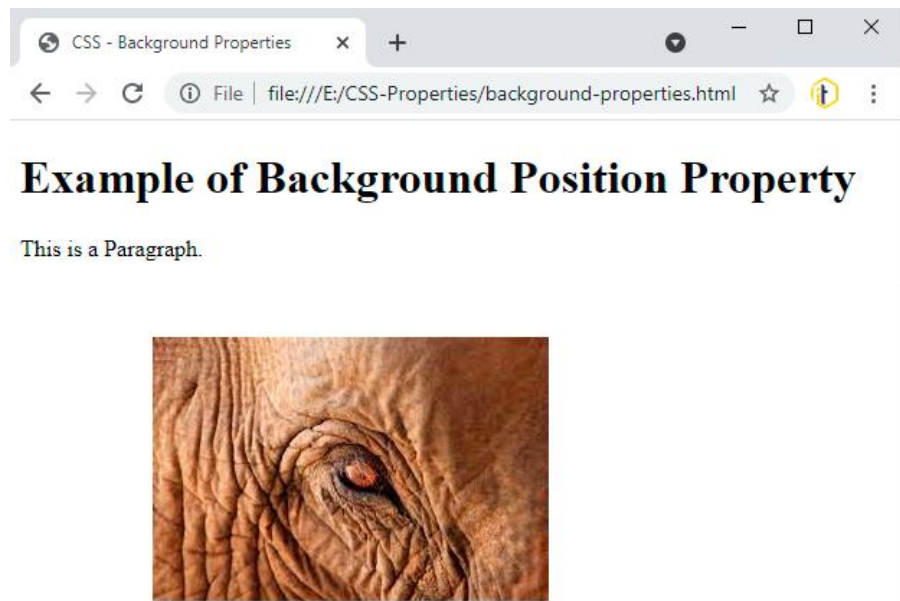 CSS - Background Properties
File | file:///E:/CSS-Properties/background-properties.html
Example of Background Position Property
This is a Paragraph.